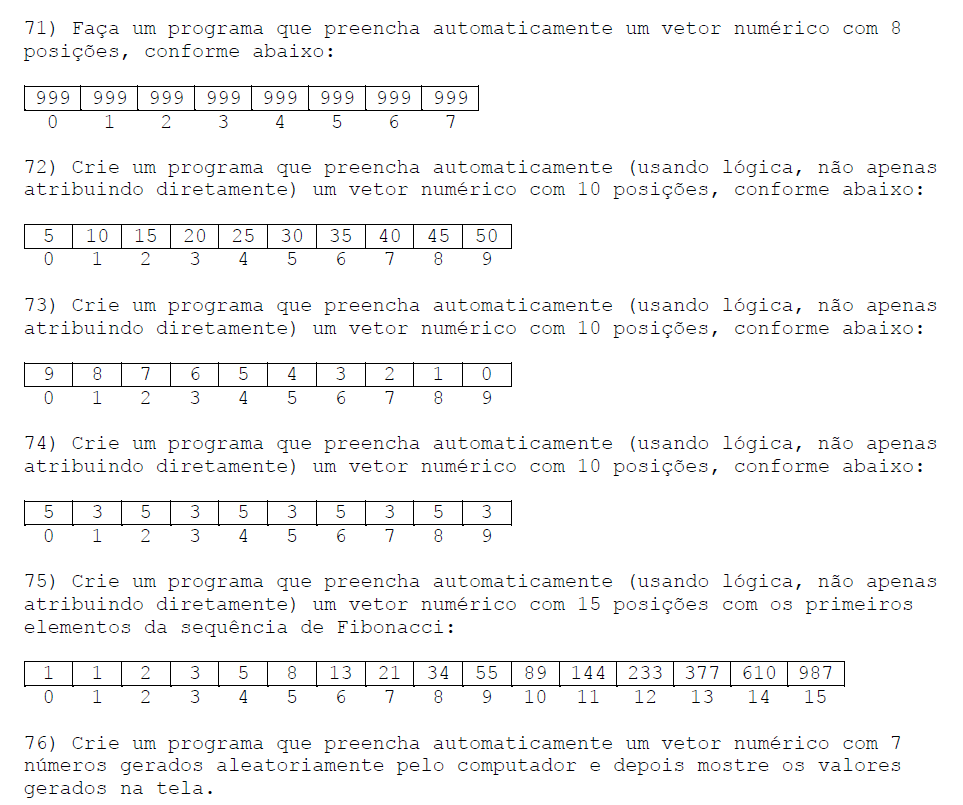 71) Faça um programa que preencha automaticamente um vetor numérico com 8
posições, conforme abaixo:
999 999 999 999 999 999 999 999
0 1 2 3 4 5 6 7
72) Crie um programa que preencha automaticamente (usando lógica, não apenas
atribuindo diretamente) um vetor numérico com 10 posições, conforme abaixo:
5 10 15 20 25 30 35 40 45 50
0 1 2 3 4 5 6 7 8 9
73) Crie um programa que preencha automaticamente (usando lógica, não apenas
atribuindo diretamente) um vetor numérico com 10 posições, conforme abaixo:
9 8 7 6 5 4 3 2 1 0
0 1 2 3 4 5 6 7 8 9
74) Crie um programa que preencha automaticamente (usando lógica, não apenas
atribuindo diretamente) um vetor numérico com 10 posições, conforme abaixo:
5 3 5 3 5 3 5 3 5 3
0 1 2 3 4 5 6 7 8 9
75) Crie um programa que preencha automaticamente (usando lógica, não apenas
atribuindo diretamente) um vetor numérico com 15 posições com os primeiros
elementos da sequência de Fibonacci:
1 1 2 3 5 8 13 21 34 55 89 144 233 377 610 987
0 1 2 3 4 5 6 7 8 9 10 11 12 13 14 15
76) Crie um programa que preencha automaticamente um vetor numérico com 7
números gerados aleatoriamente pelo computador e depois mostre os valores
gerados na tela.